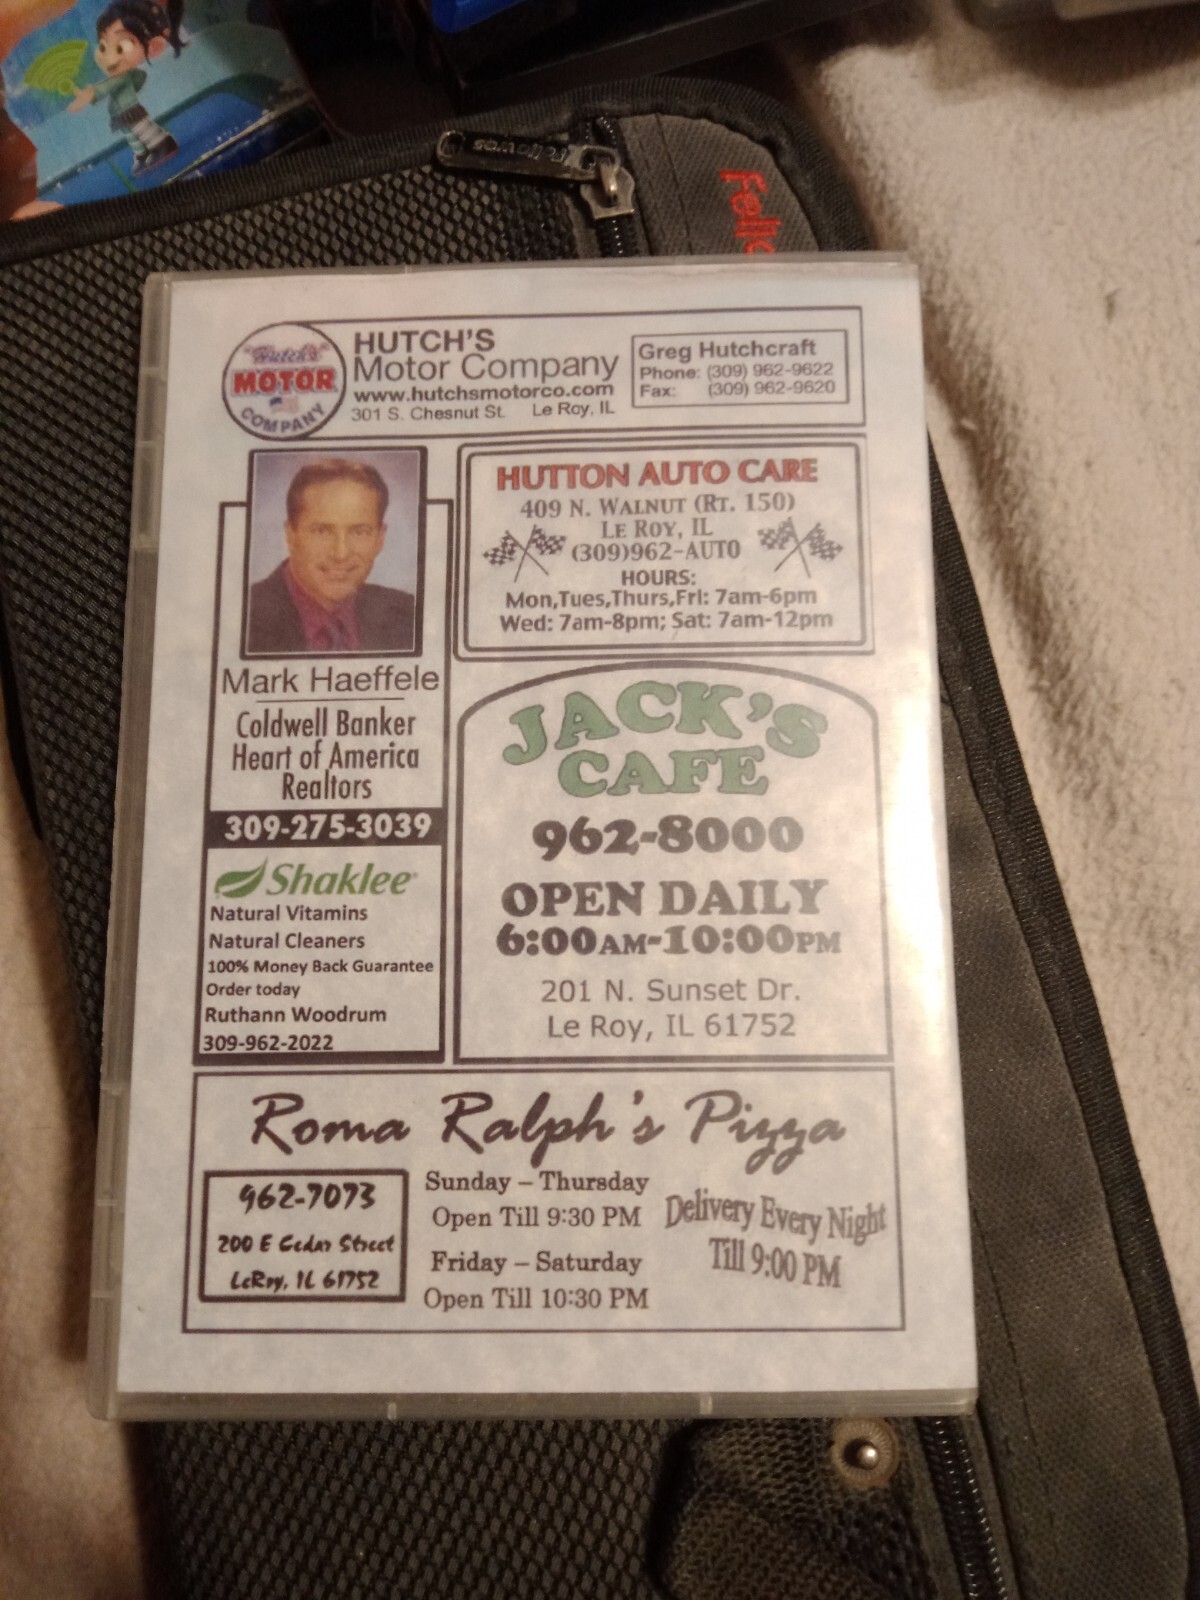 Fellowes
Fello
"Hutch's"
MOTOR
COMPANY
HUTCH'S
Motor Company
www.hutchsmotorco.com
301 S. Chesnut St. Le Roy, IL
Greg Hutchcraft
Phone: (309) 962-9622
Fax: (309) 962-9620
Mark Haeffele
Coldwell Banker
Heart of America
Realtors
309-275-3039
Shaklee
Natural Vitamins
Natural Cleaners
100% Money Back Guarantee
Order today
Ruthann Woodrum
309-962-2022
HUTTON AUTO CARE
409 N. WALNUT (RT. 150)
LE ROY, IL
(309)962-AUTO
HOURS:
Mon,Tues,Thurs,Fri: 7am-6pm
Wed: 7am-8pm; Sat: 7am-12pm
JACK'S
CAFE
962-8000
OPEN DAILY
6:00AM-10:00PM
201 N. Sunset Dr.
Le Roy, IL 61752
Roma Ralph's Pizza
962-7073
200 E Cedar Street
LeRoy, IL 61752
Sunday – Thursday
Open Till 9:30 PM
Friday – Saturday
Open Till 10:30 PM
Delivery Every Night
Till 9:00 PM